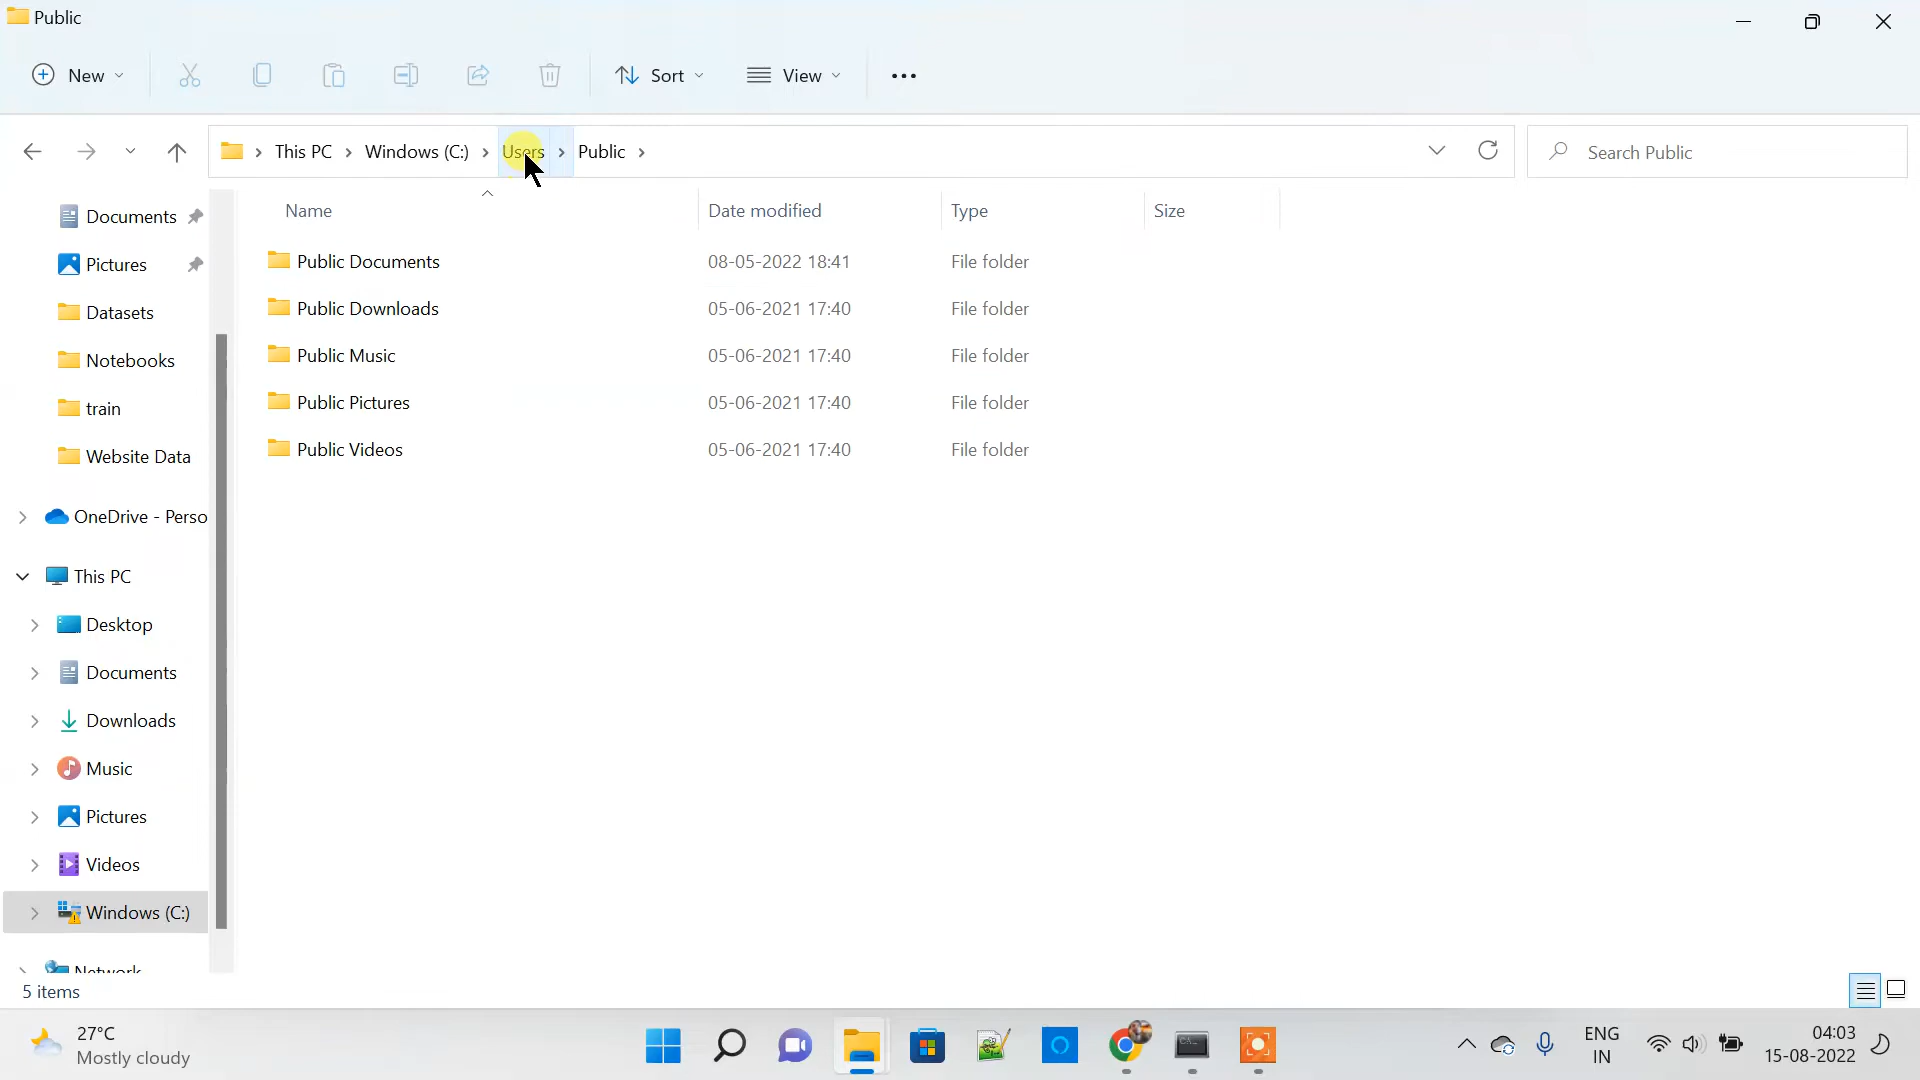 Public
New
Sort
View
This PC
Windows (C:)
Users
Public
Search Public
Name
Date modified
Type
Size
Documents
Pictures
Datasets
Notebooks
train
Website Data
OneDrive - Perso
This PC
Desktop
Documents
Downloads
Music
Pictures
Videos
Windows (C:)
Network
Public Documents 08-05-2022 18:41 File folder
Public Downloads 05-06-2021 17:40 File folder
Public Music 05-06-2021 17:40 File folder
Public Pictures 05-06-2021 17:40 File folder
Public Videos 05-06-2021 17:40 File folder
5 items
27°C
Mostly cloudy
ENG
IN
04:03
15-08-2022